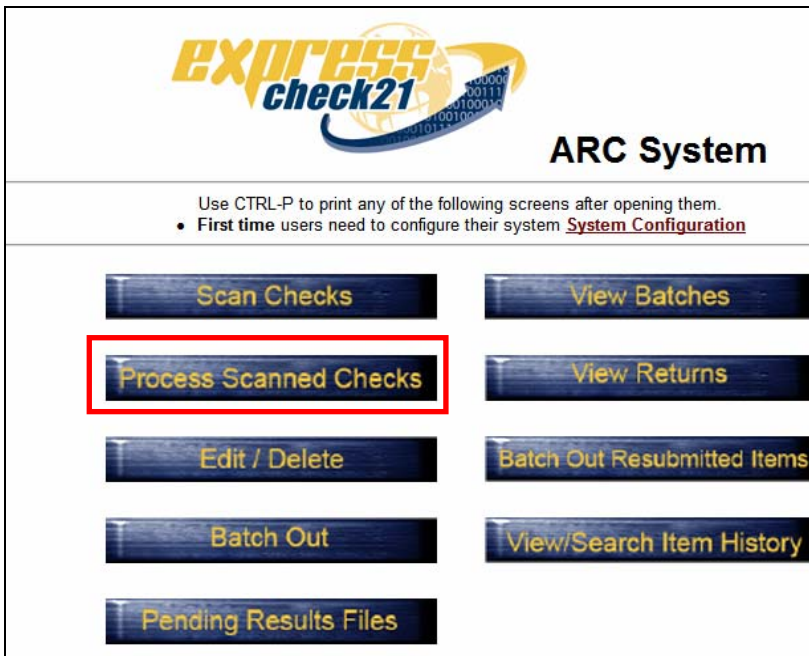 express
check21
ARC System
Use CTRL-P to print any of the following screens after opening them.
• First time users need to configure their system System Configuration
Scan Checks
View Batches
Process Scanned Checks
View Returns
Edit / Delete
Batch Out Resubmitted Items
Batch Out
View/Search Item History
Pending Results Files